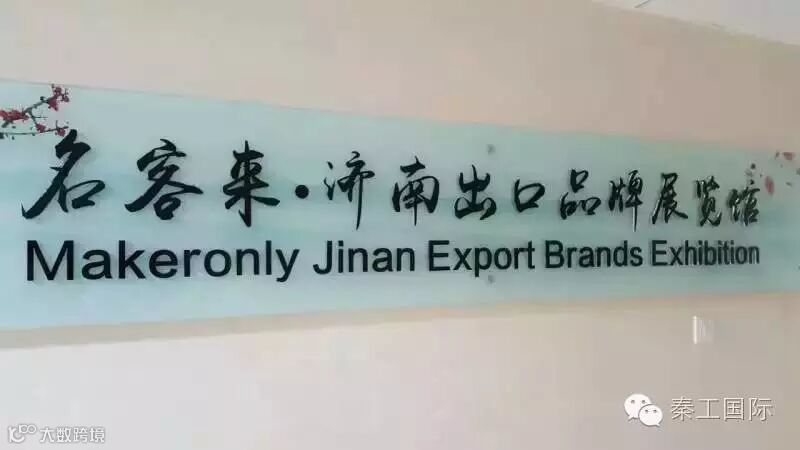 名客来·济南出口品牌展览馆
Makeronly Jinan Export Brands Exhibition
秦工国际
大数跨境